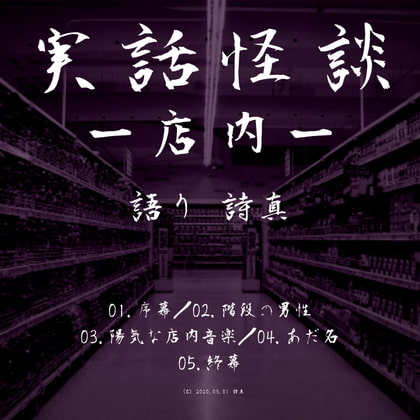 実話怪談
ー店内ー
語り 詩真
01.序幕/02.階段の男性
03.陽気な店内音楽/04.あだ名
05.終幕
(C) 2020.03.01 詩真